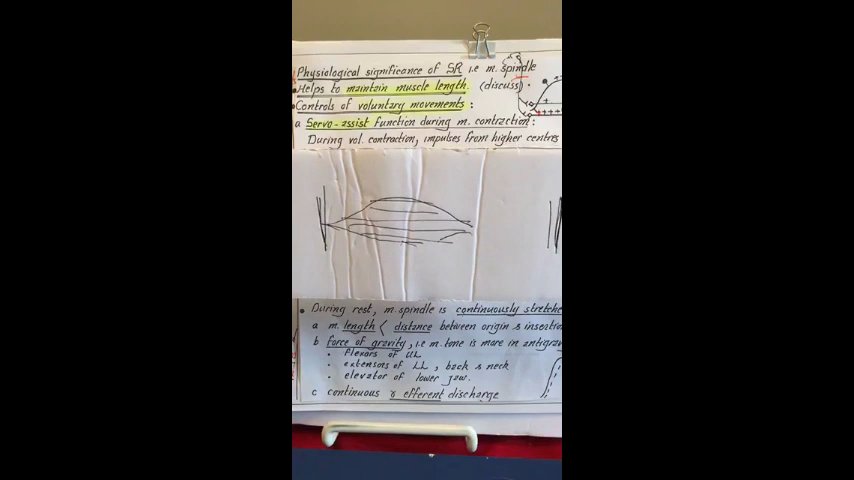 Physiological significance of SR i.e m. spindle
• Helps to maintain muscle length. (discuss).
• Controls of voluntary movements :
a Servo-assist function during m. contraction:
During vol. contraction, impulses from higher centres
• During rest, m. spindle is continuously stretche
a m. length < distance between origin & insertio
b force of gravity, i.e m. tone is more in antigrav
• flexors of UL
• extensors of LL, back & neck
• elevator of lower jaw.
c continuous γ efferent discharge